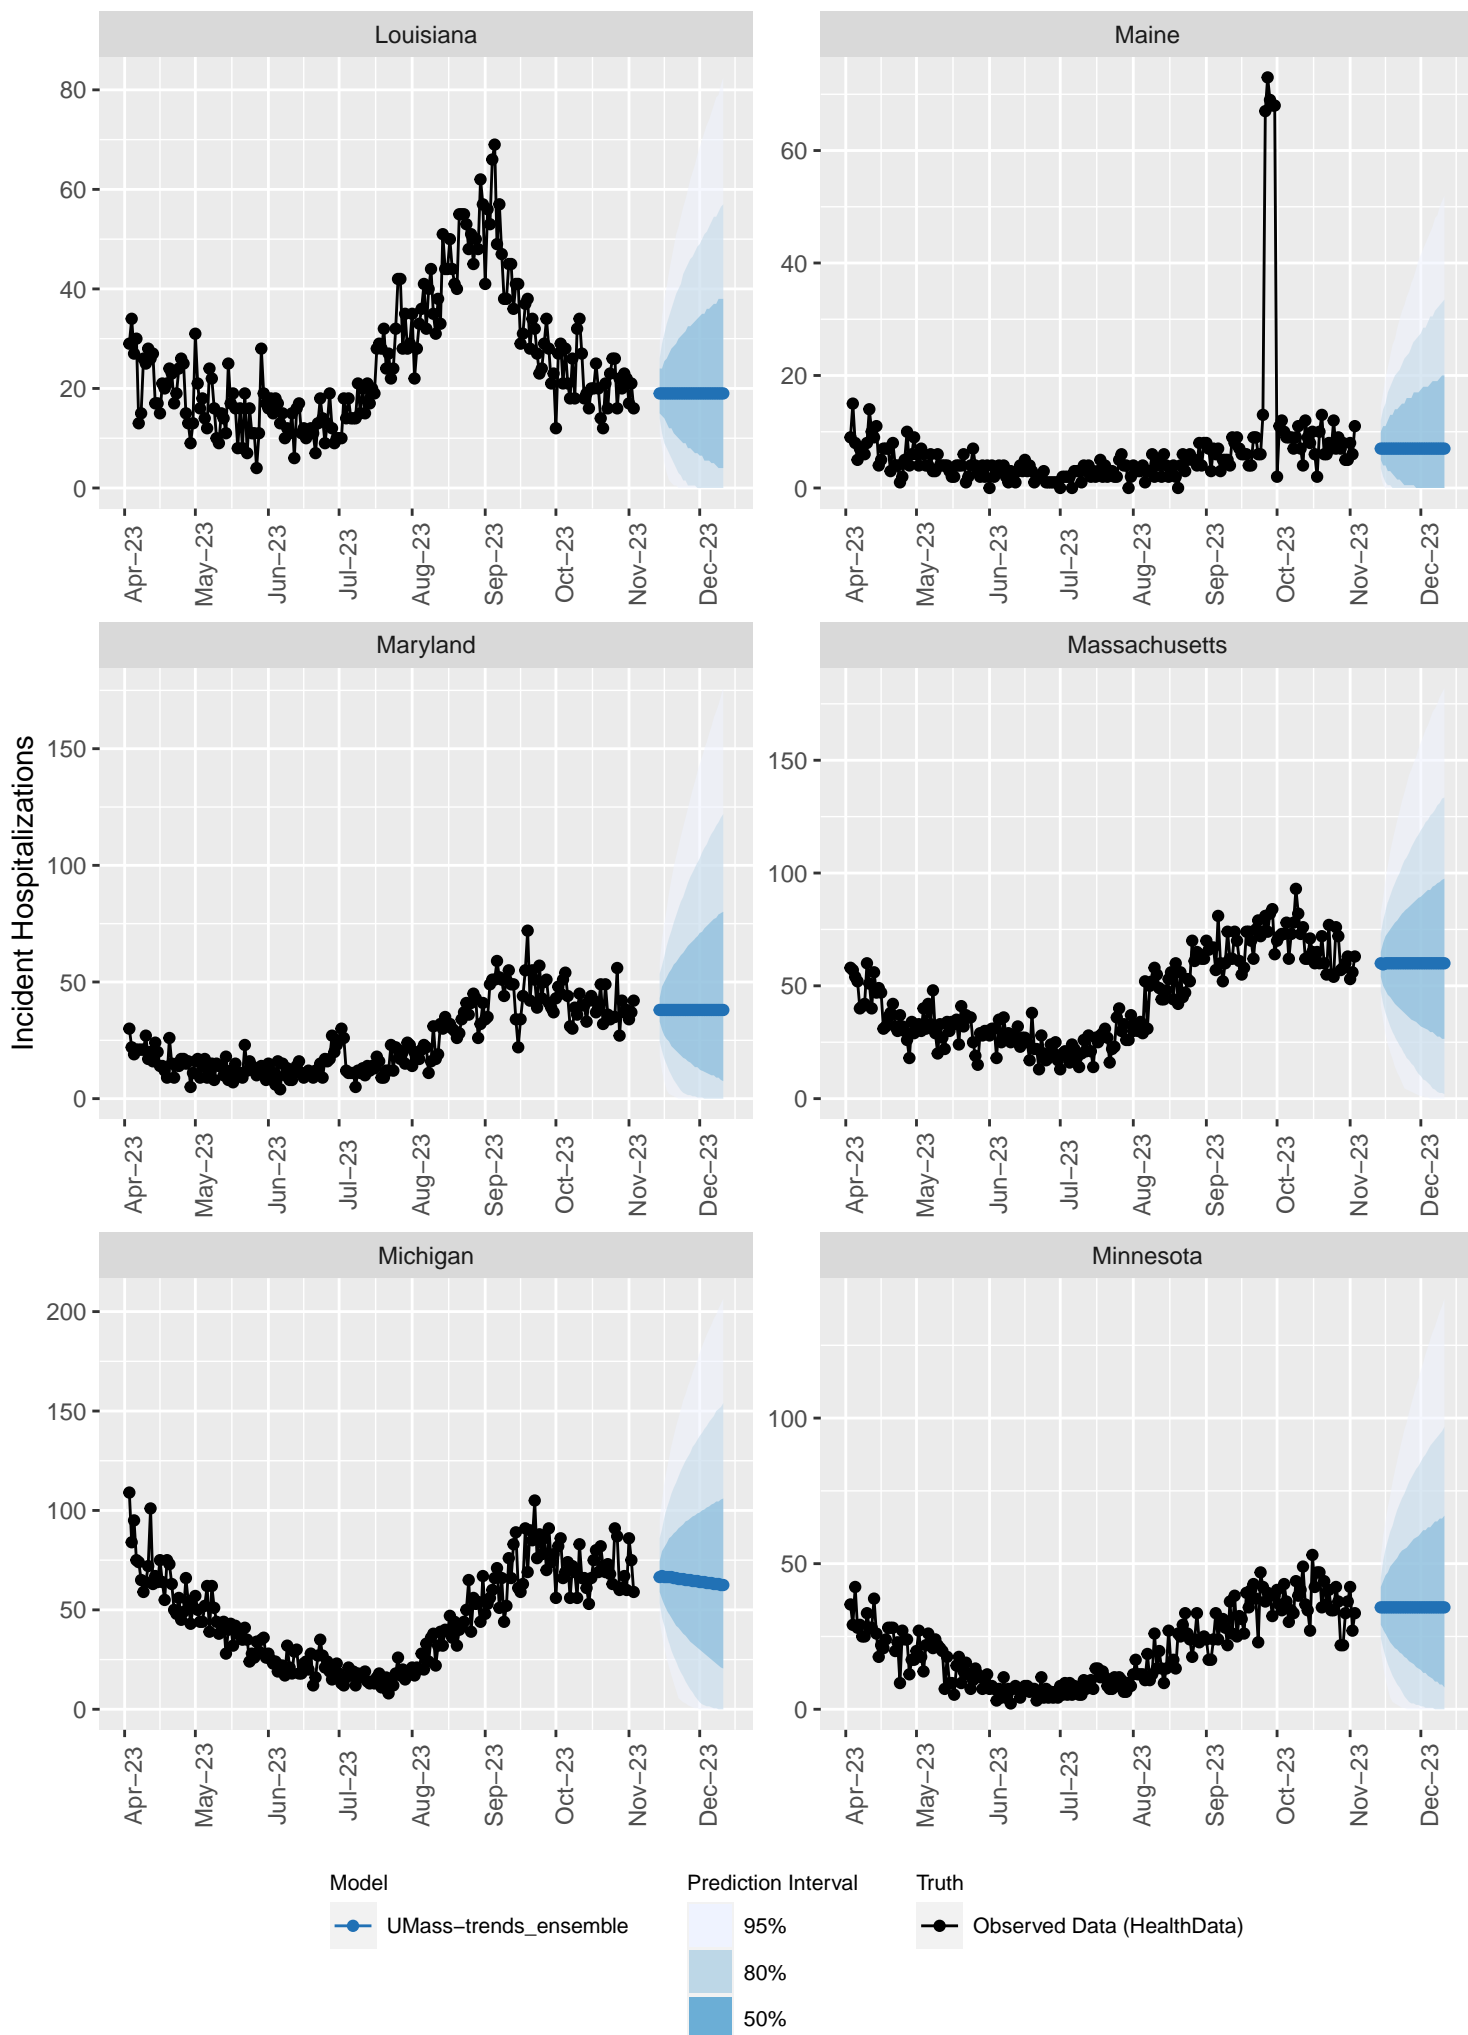 Louisiana
Maine
80
60
40
20
0
60
40
20
0
Apr−23
May−23
Jun−23
Jul−23
Aug−23
Sep−23
Oct−23
Nov−23
Dec−23
Apr−23
May−23
Jun−23
Jul−23
Aug−23
Sep−23
Oct−23
Nov−23
Dec−23
Incident Hospitalizations
Maryland
Massachusetts
150
100
50
0
150
100
50
0
Apr−23
May−23
Jun−23
Jul−23
Aug−23
Sep−23
Oct−23
Nov−23
Dec−23
Apr−23
May−23
Jun−23
Jul−23
Aug−23
Sep−23
Oct−23
Nov−23
Dec−23
Michigan
Minnesota
200
150
100
50
0
100
50
0
Apr−23
May−23
Jun−23
Jul−23
Aug−23
Sep−23
Oct−23
Nov−23
Dec−23
Apr−23
May−23
Jun−23
Jul−23
Aug−23
Sep−23
Oct−23
Nov−23
Dec−23
Model
UMass−trends_ensemble
Prediction Interval
95%
80%
50%
Truth
Observed Data (HealthData)